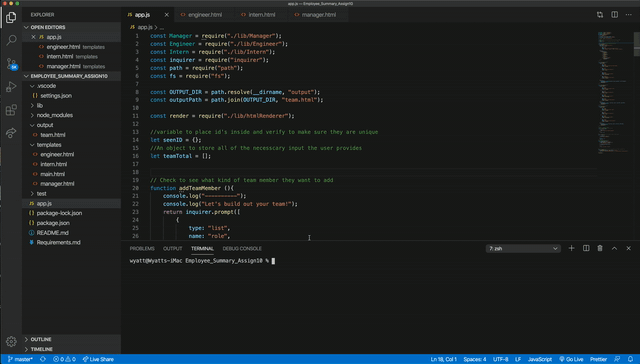 app.js — Employee_Summary_Assign10
EXPLORER
OPEN EDITORS
app.js
engineer.html templates
intern.html templates
manager.html templates
EMPLOYEE_SUMMARY_ASSIGN10
.vscode
settings.json
lib
node_modules
output
team.html
templates
engineer.html
intern.html
main.html
manager.html
test
app.js
package-lock.json
package.json
README.md
Requirements.md
OUTLINE
TIMELINE
app.js
engineer.html
intern.html
manager.html
app.js > ...
1 const Manager = require("./lib/Manager");
2 const Engineer = require("./lib/Engineer");
3 const Intern = require("./lib/Intern");
4 const inquirer = require("inquirer");
5 const path = require("path");
6 const fs = require("fs");
7
8 const OUTPUT_DIR = path.resolve(__dirname, "output");
9 const outputPath = path.join(OUTPUT_DIR, "team.html");
10
11 const render = require("./lib/htmlRenderer");
12
13 //variable to place id's inside and verify to make sure they are unique
14 let seenID = {};
15 //An object to store all of the necesscary input the user provides
16 let teamTotal = [];
17
18
19 // Check to see what kind of team member they want to add
20 function addTeamMember (){
21 console.log("~~~~~~~~~~");
22 console.log("Let's build out your team!");
23 return inquirer.prompt([
24 {
25 type: "list",
26 name: "role",
PROBLEMS OUTPUT TERMINAL DEBUG CONSOLE
7: zsh
wyatt@Wyatts-iMac Employee_Summary_Assign10 %
master* 0 0 Live Share
Ln 18, Col 1 Spaces: 4 UTF-8 LF JavaScript Go Live Prettier